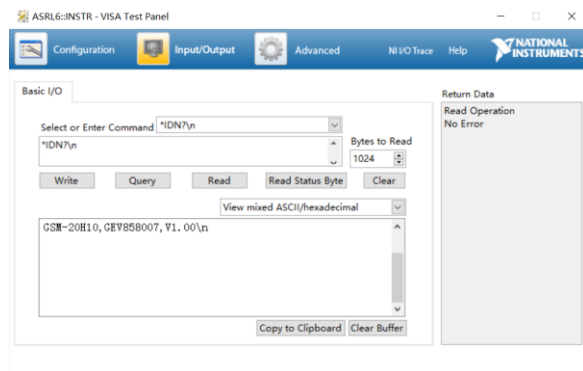 ASRL6::INSTR - VISA Test Panel
Configuration
Input/Output
Advanced
NI I/O Trace
Help
NATIONAL
INSTRUMENTS
Basic I/O
Select or Enter Command
*IDN?\n
*IDN?\n
Bytes to Read
1024
Write
Query
Read
Read Status Byte
Clear
View mixed ASCII/hexadecimal
GSM-20H10,GEV858007,V1.00\n
Copy to Clipboard
Clear Buffer
Return Data
Read Operation
No Error